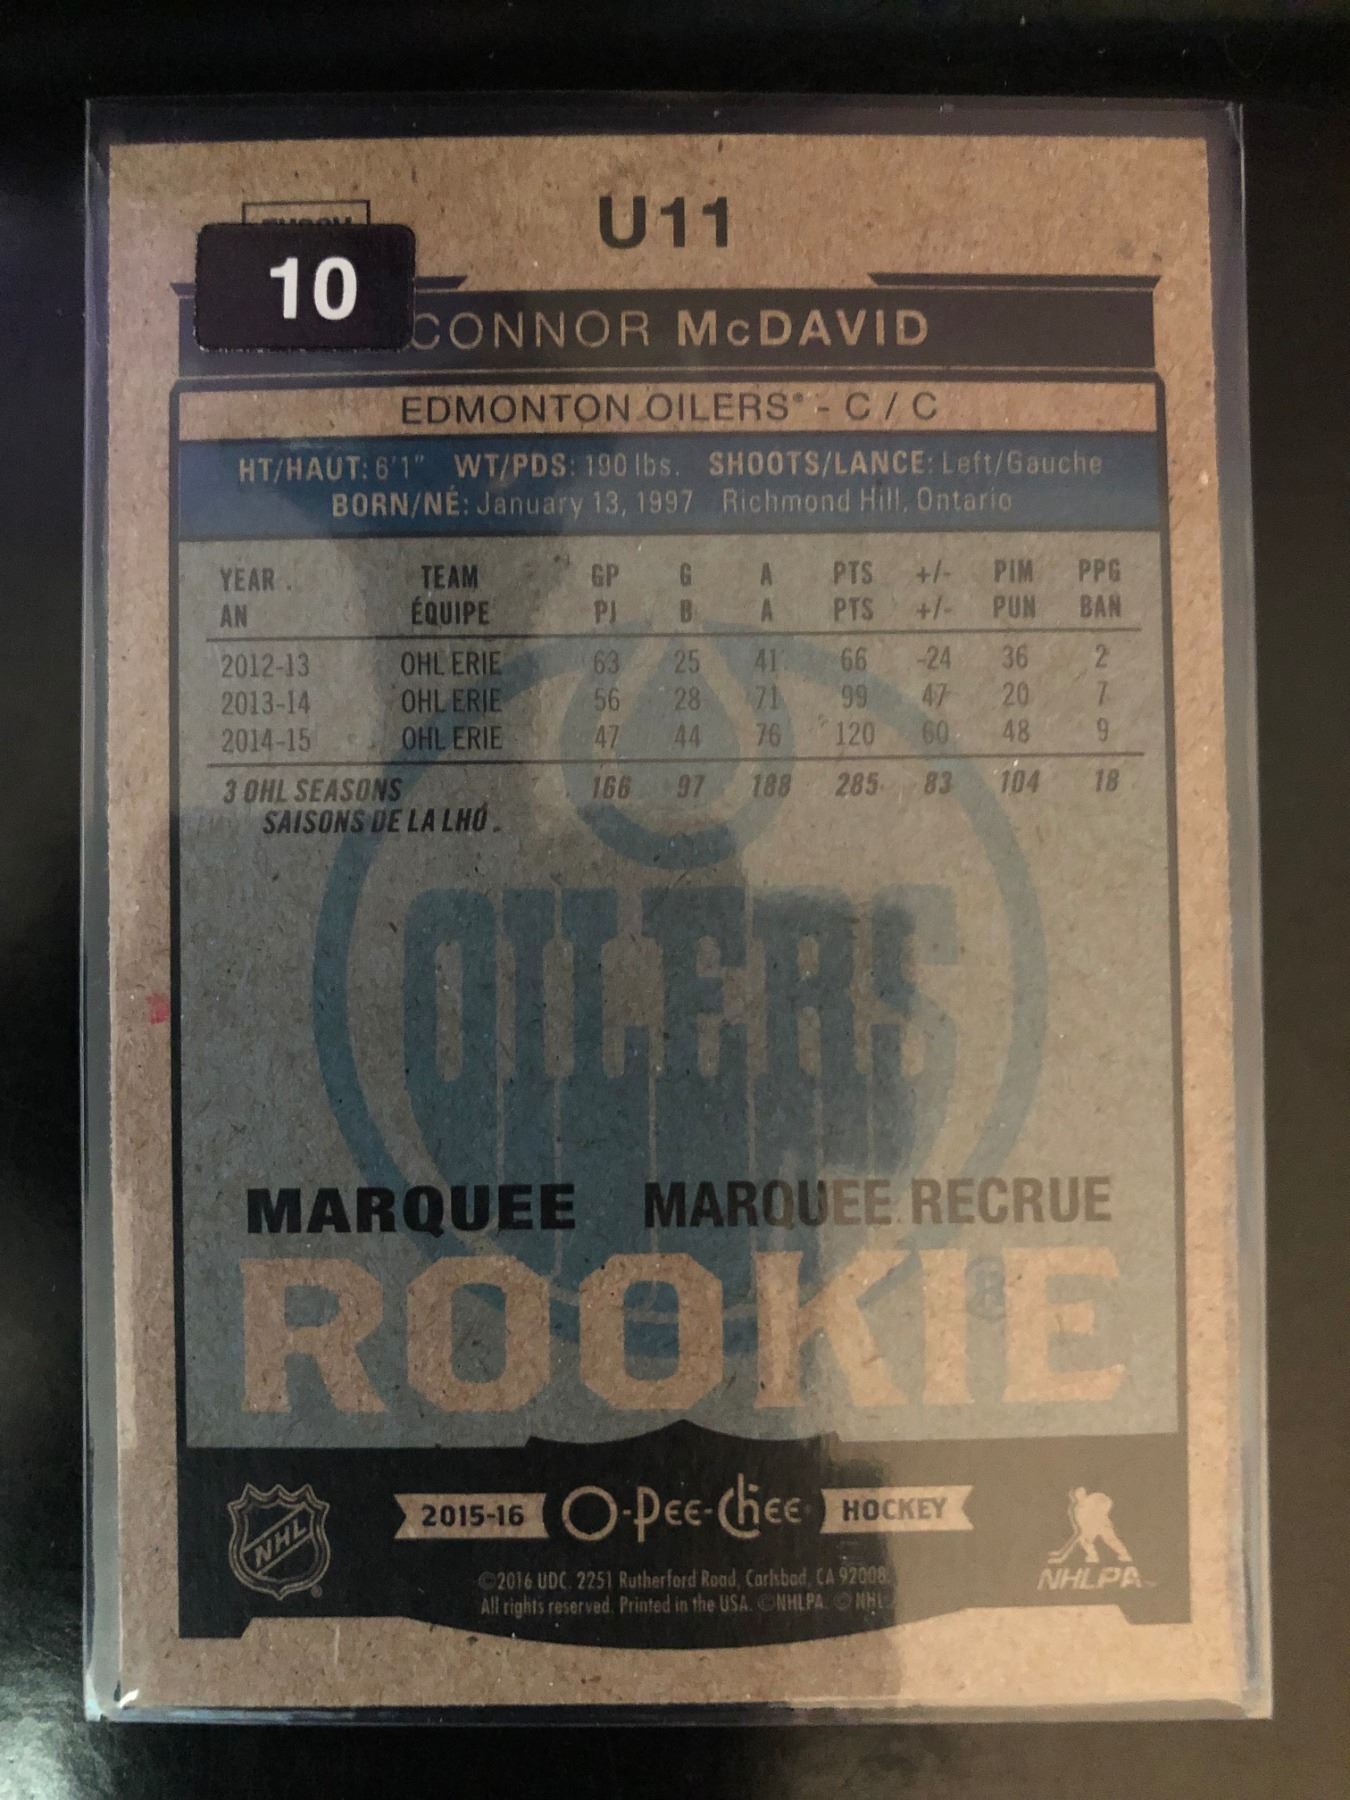 U11
10
CONNOR McDAVID
EDMONTON OILERS® - C / C
HT/HAUT: 6'1" WT/PDS: 190 lbs. SHOOTS/LANCE: Left/Gauche
BORN/NÉ: January 13, 1997 Richmond Hill, Ontario
YEAR TEAM GP G A PTS +/- PIM PPG
AN ÉQUIPE PJ B A PTS +/- PUN BAN
2012-13 OHL ERIE 63 25 41 66 -24 36 2
2013-14 OHL ERIE 56 28 71 99 47 20 7
2014-15 OHL ERIE 47 44 76 120 60 48 9
3 OHL SEASONS 166 97 188 285 83 104 18
SAISONS DE LA LHO
OILERS
MARQUEE MARQUEE RECRUE
ROOKIE
®
NHL ®
2015-16 O-Pee-Chee HOCKEY
NHLPA
©2016 UDC. 2251 Rutherford Road, Carlsbad, CA 92008.
All rights reserved. Printed in the USA. ©NHLPA. © NHL